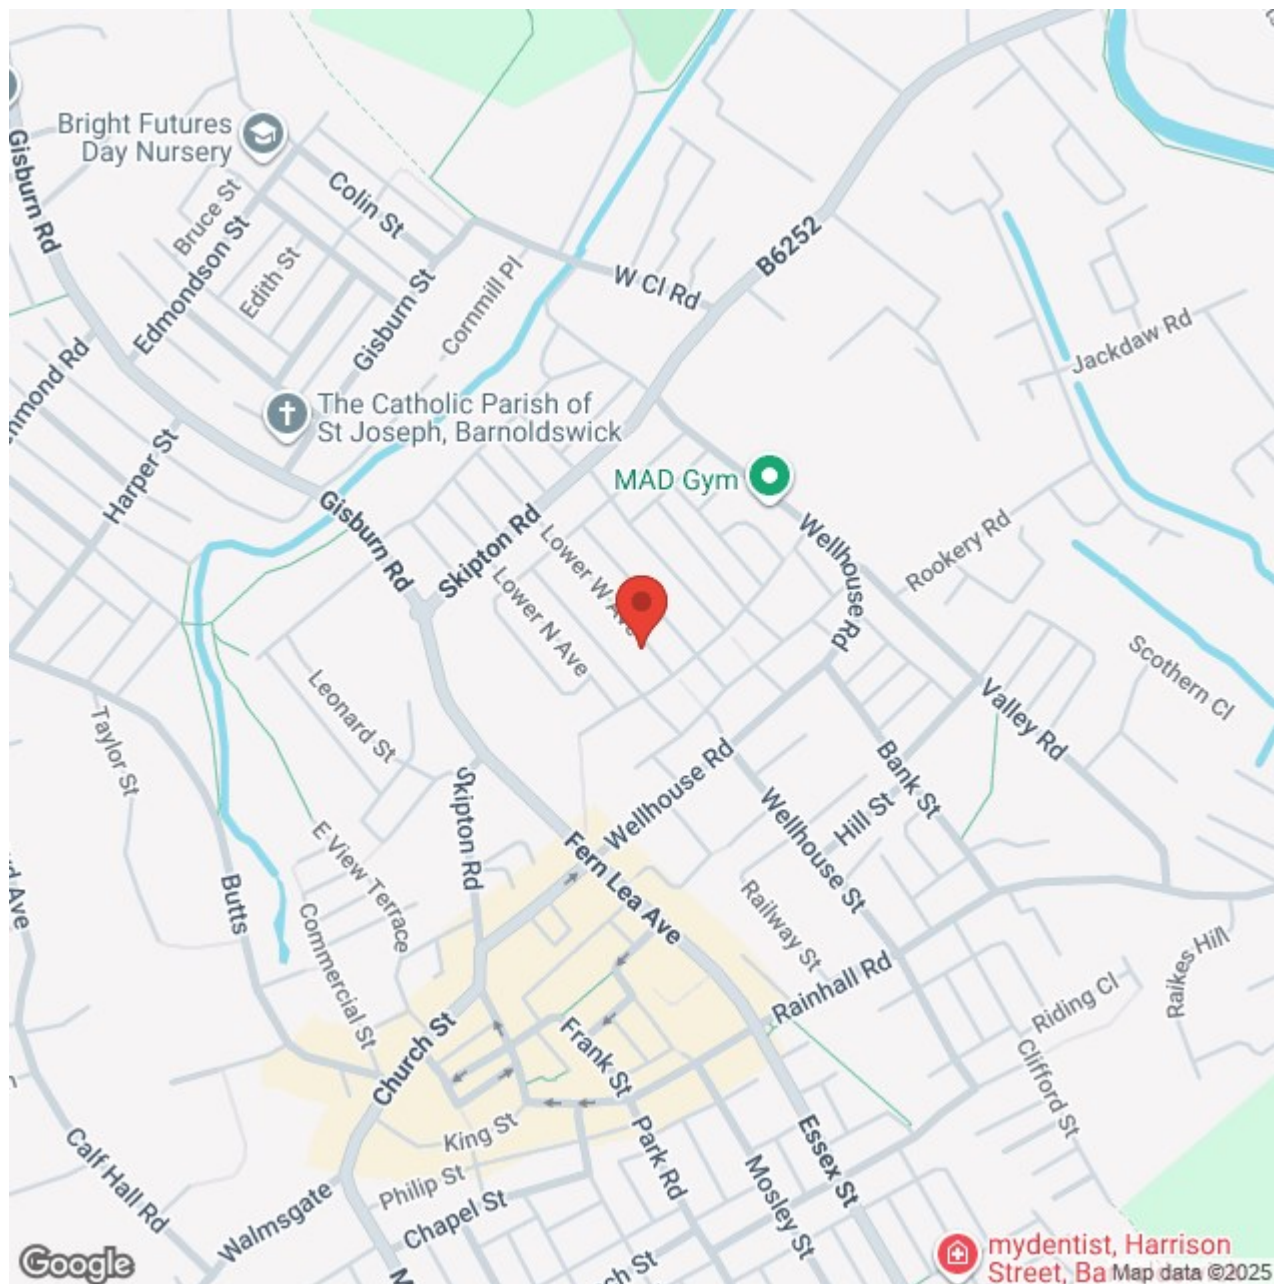 Bright Futures
Day Nursery
Gisburn Rd
Colin St
Bruce St
Edmondson St
Edith St
Gisburn St
Cornmill Pl
W Cl Rd
B6252
Jackdaw Rd
The Catholic Parish of
St Joseph, Barnoldswick
Harper St
MAD Gym
Gisburn Rd
Skipton Rd
Lower W Ave
Lower N Ave
Wellhouse Rd
Rookery Rd
Scothern Cl
Valley Rd
Leonard St
Taylor St
Skipton Rd
Wellhouse Rd
Bank St
Hill St
Wellhouse St
Fern Lea Ave
E View Terrace
Butts
Commercial St
Railway St
Rainhall Rd
Raikes Hill
Riding Cl
Clifford St
Church St
Frank St
King St
Park Rd
Essex St
Mosley St
Philip St
Chapel St
Calf Hall Rd
Walmsgate
mydentist, Harrison
Street, Ba
Google
Map data ©2025